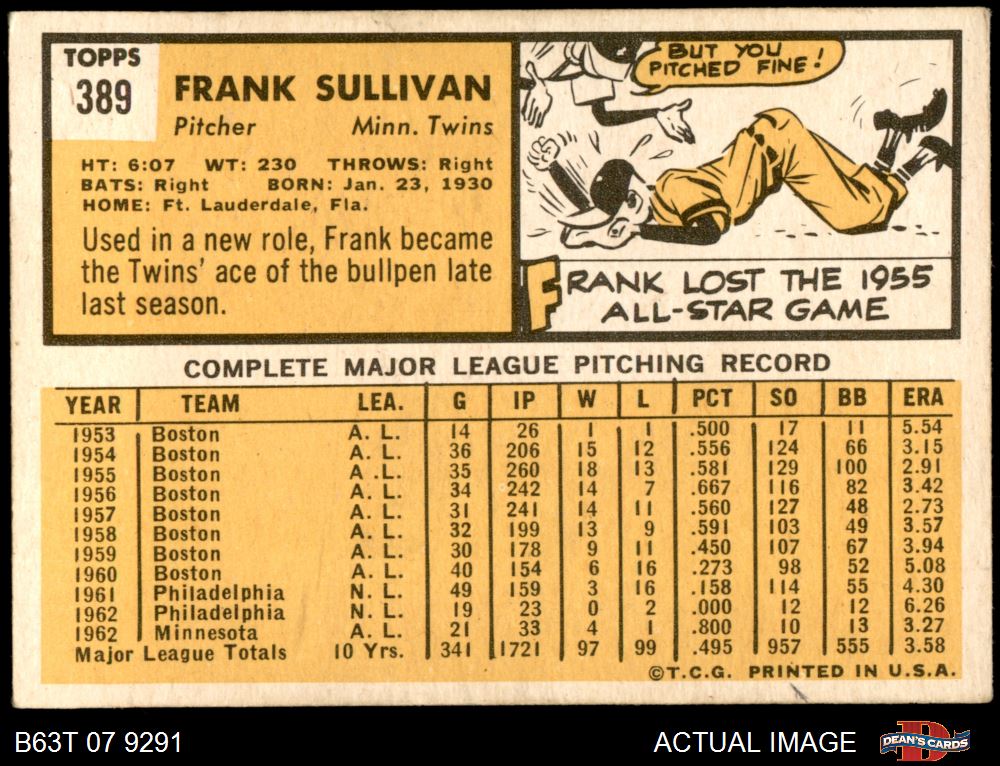 TOPPS
389
FRANK SULLIVAN
Pitcher Minn. Twins
HT: 6:07 WT: 230 THROWS: Right
BATS: Right BORN: Jan. 23, 1930
HOME: Ft. Lauderdale, Fla.
Used in a new role, Frank became
the Twins' ace of the bullpen late
last season.
BUT YOU
PITCHED FINE!
FRANK LOST THE 1955
ALL-STAR GAME
COMPLETE MAJOR LEAGUE PITCHING RECORD
YEAR TEAM LEA. G IP W L PCT SO BB ERA
1953 Boston A. L. 14 26 1 1 .500 17 11 5.54
1954 Boston A. L. 36 206 15 12 .556 124 66 3.15
1955 Boston A .L. 35 260 18 13 .581 129 100 2.91
1956 Boston A. L. 34 242 14 7 .667 116 82 3.42
1957 Boston A. L. 31 241 14 11 .560 127 48 2.73
1958 Boston A. L. 32 199 13 9 .591 103 49 3.57
1959 Boston A. L. 30 178 9 11 .450 107 67 3.94
1960 Boston A. L. 40 154 6 16 .273 98 52 5.08
1961 Philadelphia N. L. 49 159 3 16 .158 114 55 4.30
1962 Philadelphia N. L. 19 23 0 2 .000 12 12 6.26
1962 Minnesota A. L. 21 33 4 1 .800 10 13 3.27
Major League Totals 10 Yrs. 341 1721 97 99 .495 957 555 3.58
©T.C.G. PRINTED IN U.S.A.
B63T 07 9291
ACTUAL IMAGE
D
DEAN'S CARDS